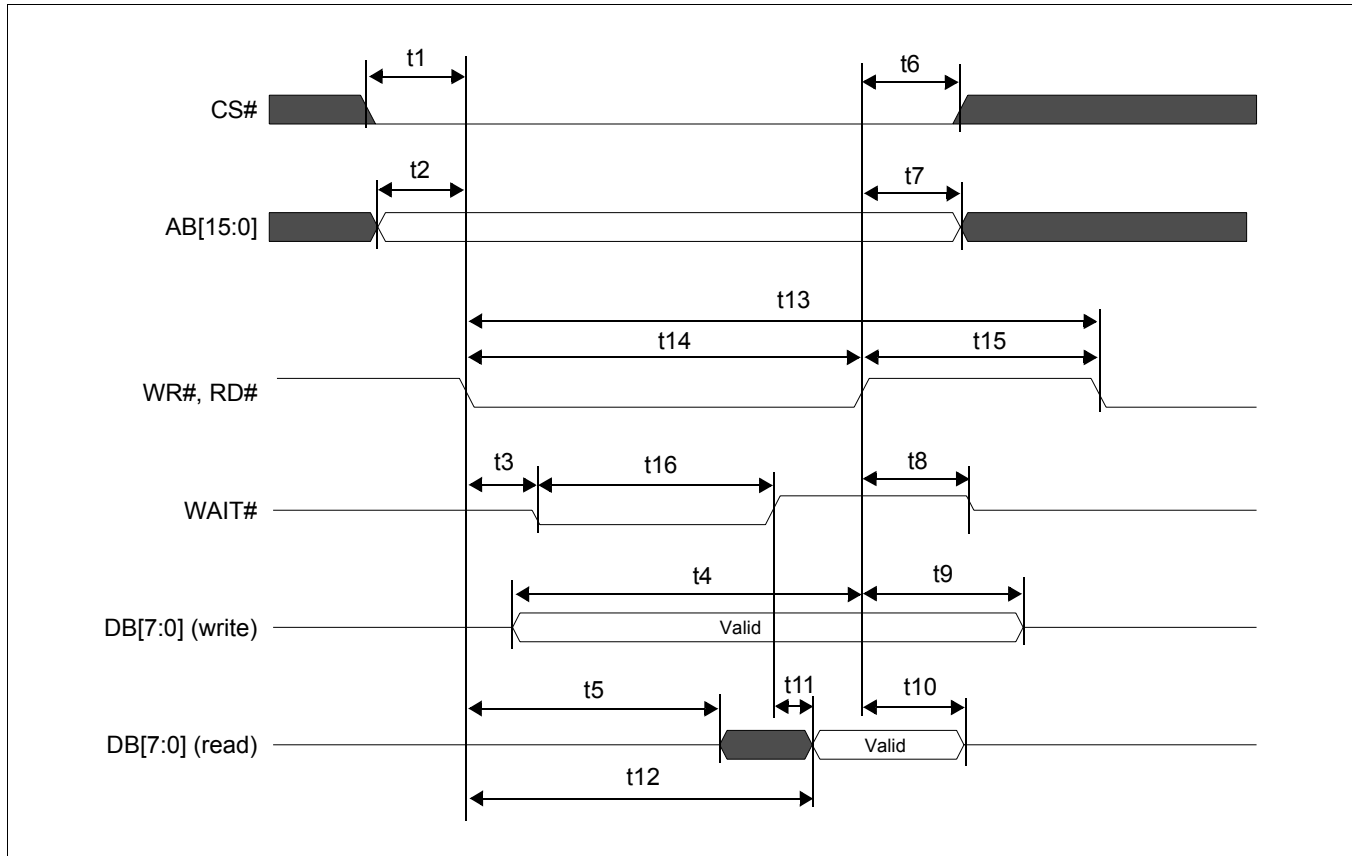 t1
t6
CS#
t2
t7
AB[15:0]
t13
t14
t15
WR#, RD#
t3
t16
t8
WAIT#
t4
t9
DB[7:0] (write)
Valid
t5
t11
t10
DB[7:0] (read)
Valid
t12